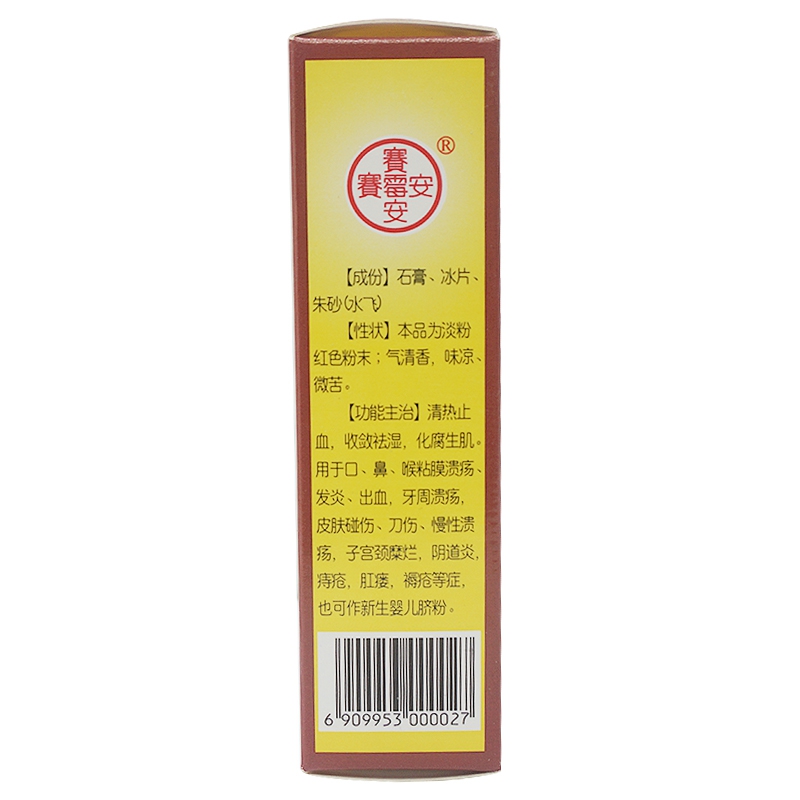 ®
賽
賽霉安
安
【成份】石膏、冰片、
朱砂(水飞)
【性状】本品为淡粉
红色粉末；气清香，味凉、
微苦。
【功能主治】清热止
血，收敛祛湿，化腐生肌。
用于口、鼻、喉粘膜溃疡、
发炎、出血，牙周溃疡，
皮肤碰伤、刀伤、慢性溃
疡，子宫颈糜烂，阴道炎，
痔疮，肛瘘，褥疮等症，
也可作新生婴儿脐粉。
6 909953 000027